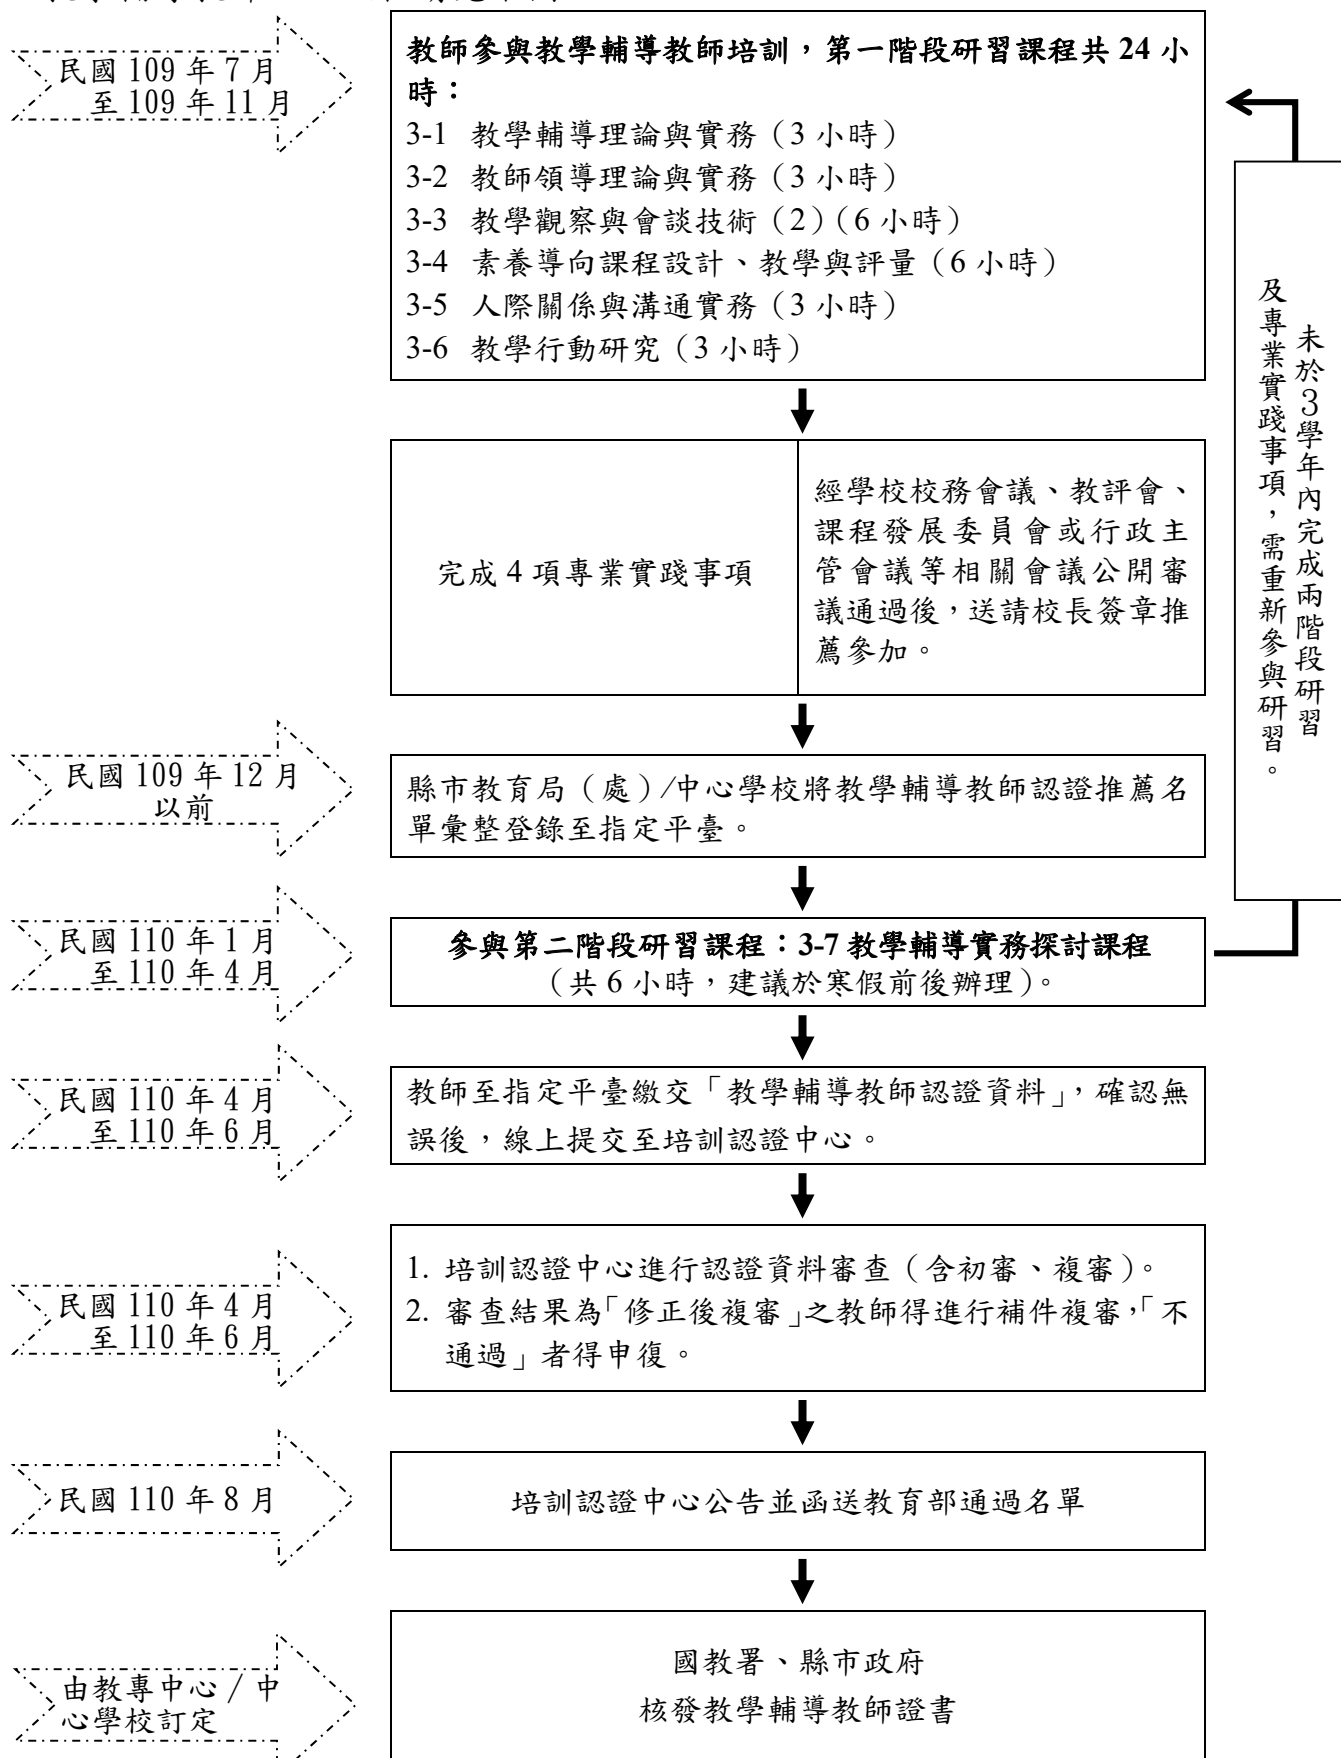 民國 109 年 7 月
至 109 年 11 月
教師參與教學輔導教師培訓，第一階段研習課程共 24 小
時：
3-1 教學輔導理論與實務（3 小時）
3-2 教師領導理論與實務（3 小時）
3-3 教學觀察與會談技術（2）（6 小時）
3-4 素養導向課程設計、教學與評量（6 小時）
3-5 人際關係與溝通實務（3 小時）
3-6 教學行動研究（3 小時）
未於3學年內完成兩階段研習
及專業實踐事項，需重新參與研習。
完成 4 項專業實踐事項
經學校校務會議、教評會、
課程發展委員會或行政主
管會議等相關會議公開審
議通過後，送請校長簽章推
薦參加。
民國 109 年 12 月
以前
縣市教育局（處）/中心學校將教學輔導教師認證推薦名
單彙整登錄至指定平臺。
民國 110 年 1 月
至 110 年 4 月
參與第二階段研習課程：3-7 教學輔導實務探討課程
（共 6 小時，建議於寒假前後辦理）。
民國 110 年 4 月
至 110 年 6 月
教師至指定平臺繳交「教學輔導教師認證資料」，確認無
誤後，線上提交至培訓認證中心。
民國 110 年 4 月
至 110 年 6 月
1. 培訓認證中心進行認證資料審查（含初審、複審）。
2. 審查結果為「修正後複審」之教師得進行補件複審，「不
通過」者得申復。
民國 110 年 8 月
培訓認證中心公告並函送教育部通過名單
由教專中心／中
心學校訂定
國教署、縣市政府
核發教學輔導教師證書